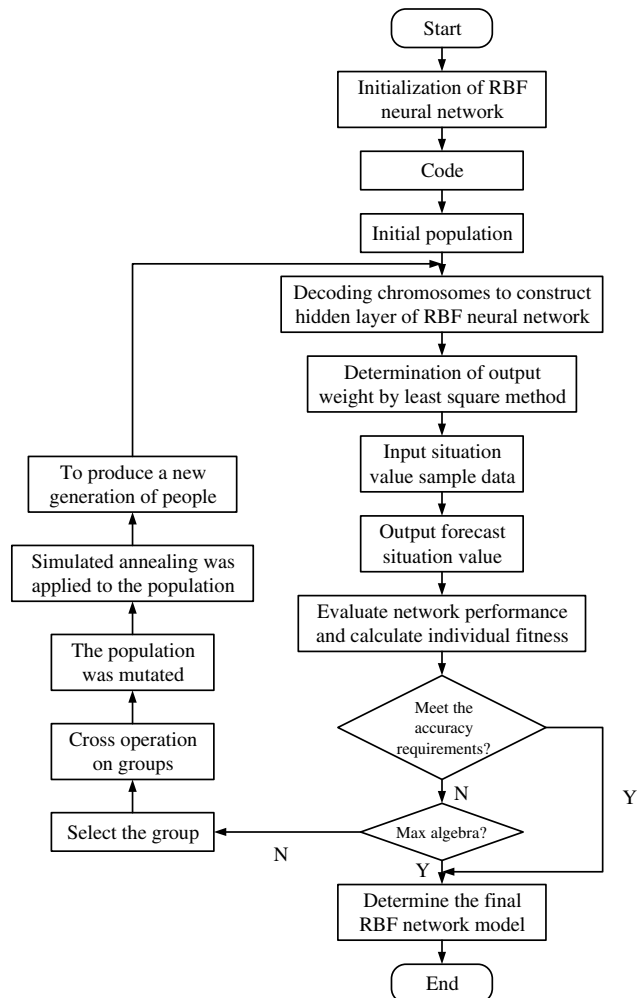 Start
Initialization of RBF
neural network
Code
Initial population
Decoding chromosomes to construct
hidden layer of RBF neural network
Determination of output
weight by least square method
Input situation
value sample data
Output forecast
situation value
Evaluate network performance
and calculate individual fitness
Meet the
accuracy
requirements?
Y
N
Max algebra?
N
Y
Select the group
Cross operation
on groups
The population
was mutated
Simulated annealing was
applied to the population
To produce a new
generation of people
Determine the final
RBF network model
End